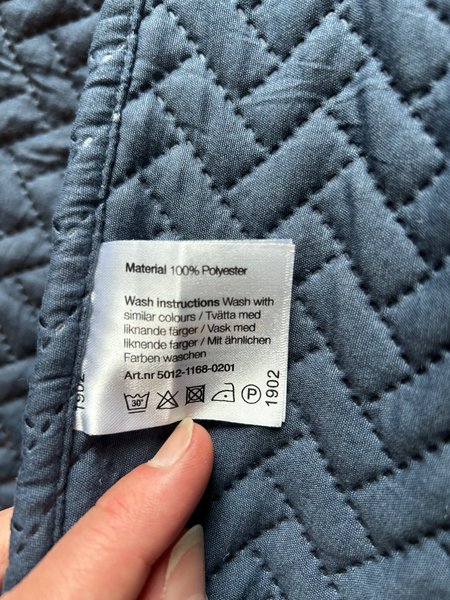 Material 100% Polyester
Wash instructions Wash with
similar colours / Tvätta med
liknande färger / Vask med
liknende farger / Mit ähnlichen
Farben waschen
Art.nr 5012-1168-0201
30°
P
1902
1902